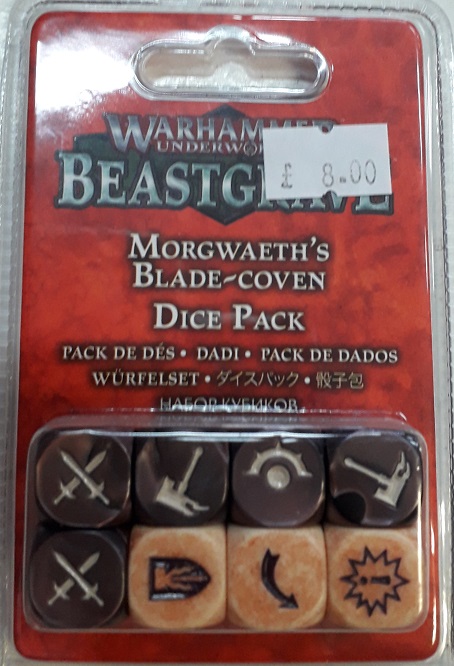 WARHAMMER
UNDERWO
BEASTGRAVE
£ 8.00
MORGWAETH'S
BLADE-COVEN
DICE PACK
PACK DE DÉS • DADI • PACK DE DADOS
WÜRFELSET • ダイスパック • 骰子包
НАБОР КУБИКОВ